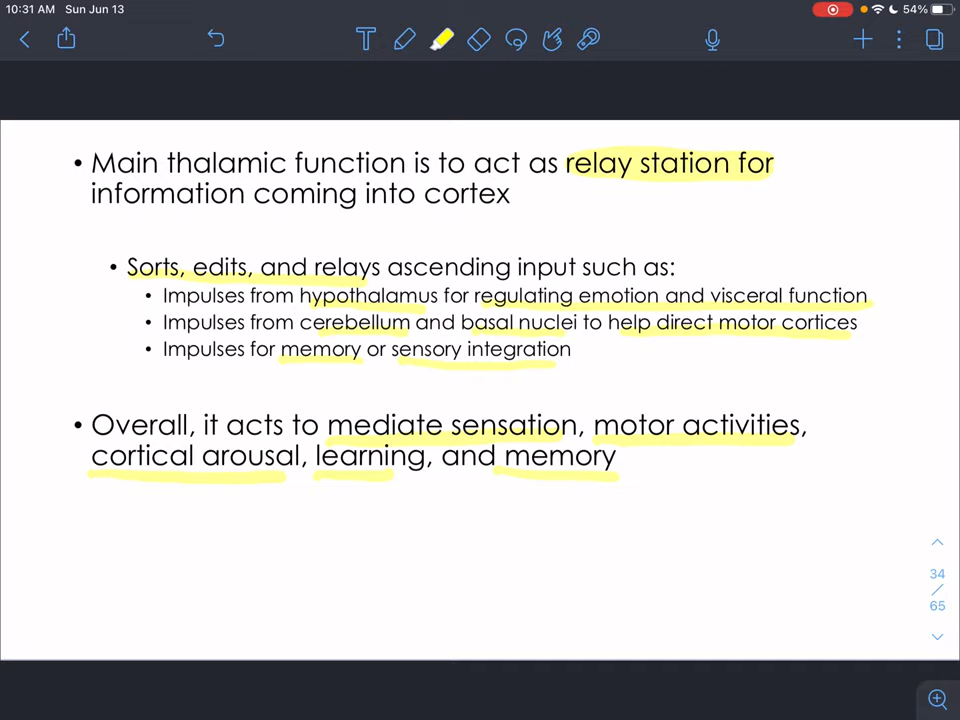 10:31 AM Sun Jun 13
54%
• Main thalamic function is to act as relay station for
information coming into cortex
• Sorts, edits, and relays ascending input such as:
• Impulses from hypothalamus for regulating emotion and visceral function
• Impulses from cerebellum and basal nuclei to help direct motor cortices
• Impulses for memory or sensory integration
• Overall, it acts to mediate sensation, motor activities,
cortical arousal, learning, and memory
34
/
65